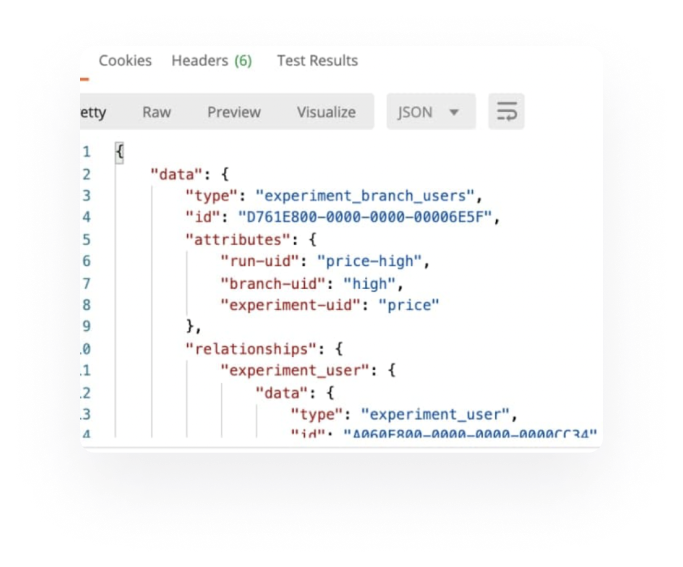 Cookies Headers (6) Test Results
etty Raw Preview Visualize JSON
1 {
2 "data": {
3 "type": "experiment_branch_users",
4 "id": "D761E800-0000-0000-00006E5F",
5 "attributes": {
6 "run-uid": "price-high",
7 "branch-uid": "high",
8 "experiment-uid": "price"
9 },
.0 "relationships": {
.1 "experiment_user": {
.2 "data": {
.3 "type": "experiment_user",
.4 "id": "A060E800-0000-0000-0000CC34"